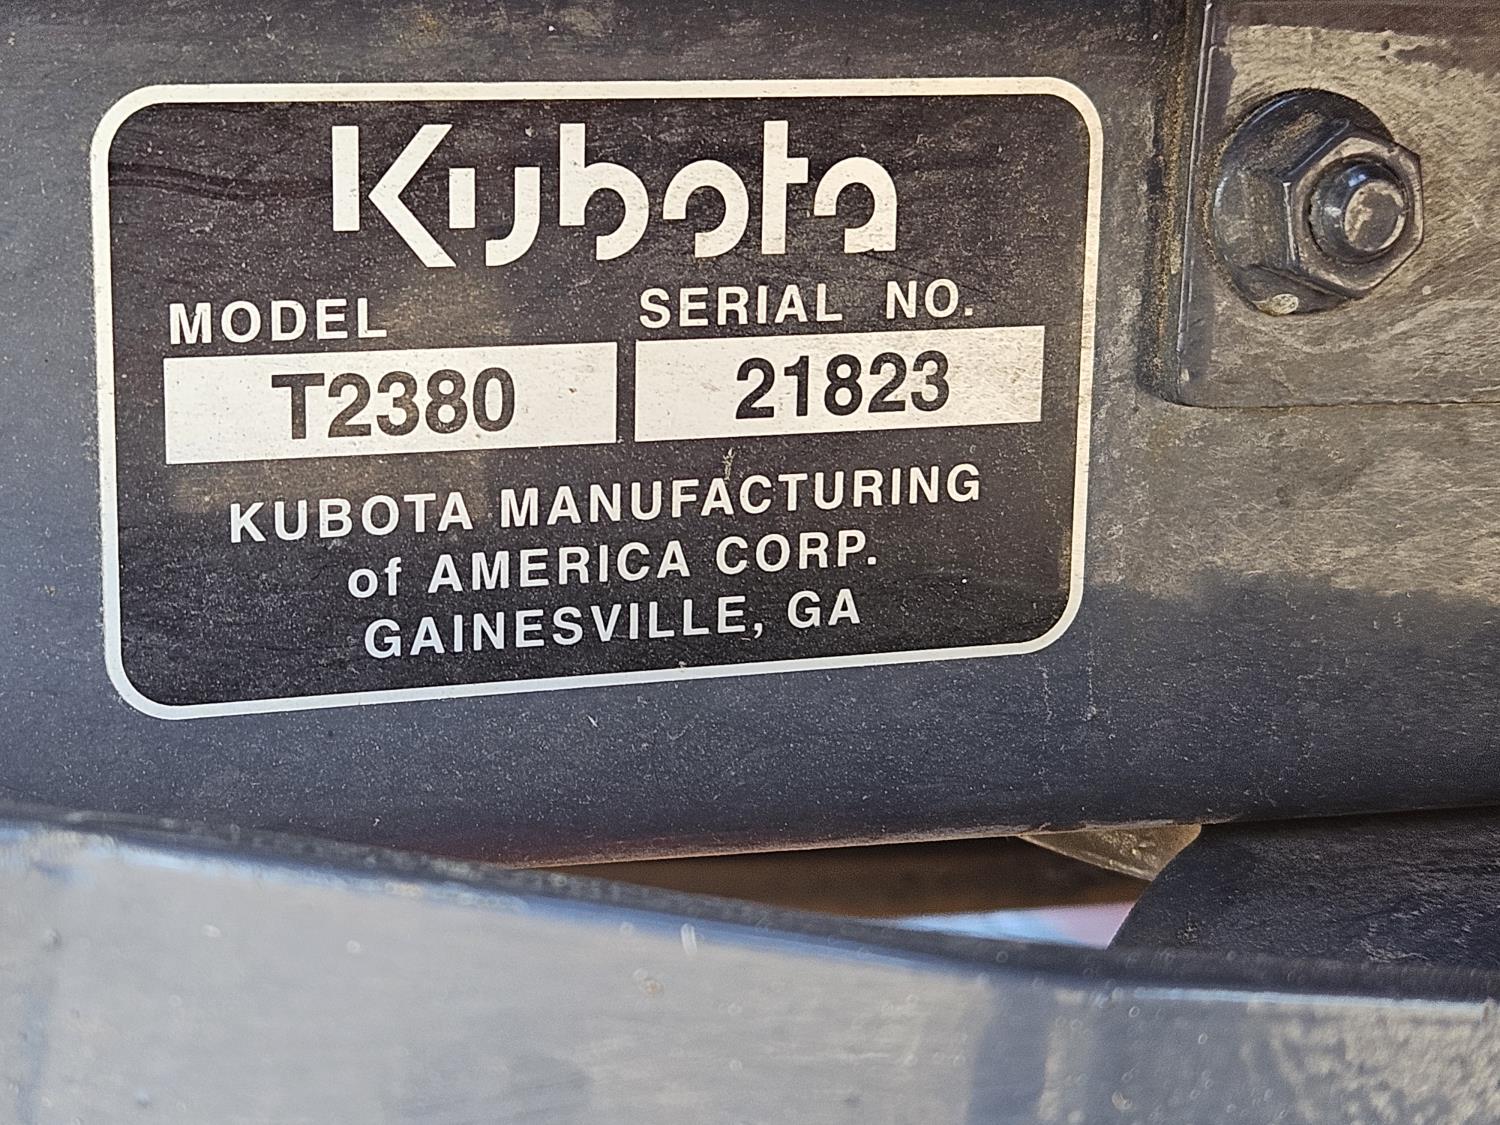 Kubota
MODEL SERIAL NO.
T2380 21823
KUBOTA MANUFACTURING
of AMERICA CORP.
GAINESVILLE, GA